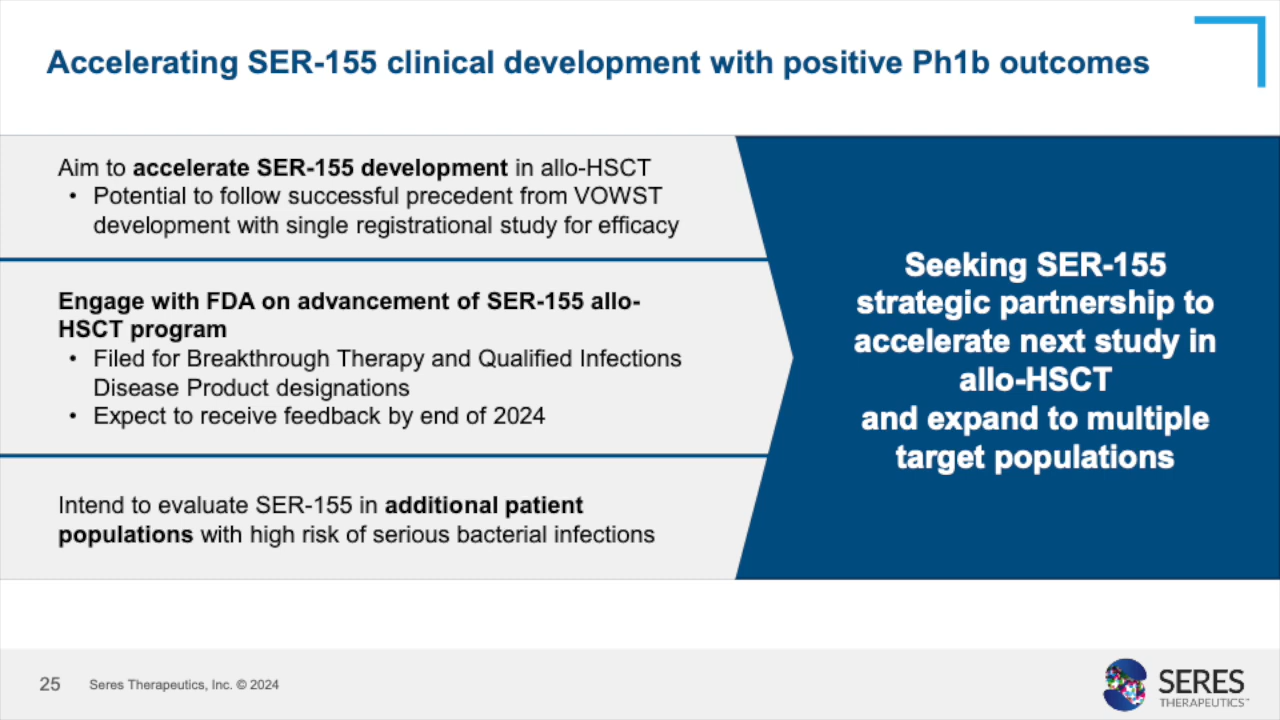 Accelerating SER-155 clinical development with positive Ph1b outcomes
Aim to accelerate SER-155 development in allo-HSCT
• Potential to follow successful precedent from VOWST
development with single registrational study for efficacy
Engage with FDA on advancement of SER-155 allo-
HSCT program
• Filed for Breakthrough Therapy and Qualified Infections
Disease Product designations
• Expect to receive feedback by end of 2024
Intend to evaluate SER-155 in additional patient
populations with high risk of serious bacterial infections
Seeking SER-155
strategic partnership to
accelerate next study in
allo-HSCT
and expand to multiple
target populations
25 Seres Therapeutics, Inc. © 2024
SERES
THERAPEUTICS™